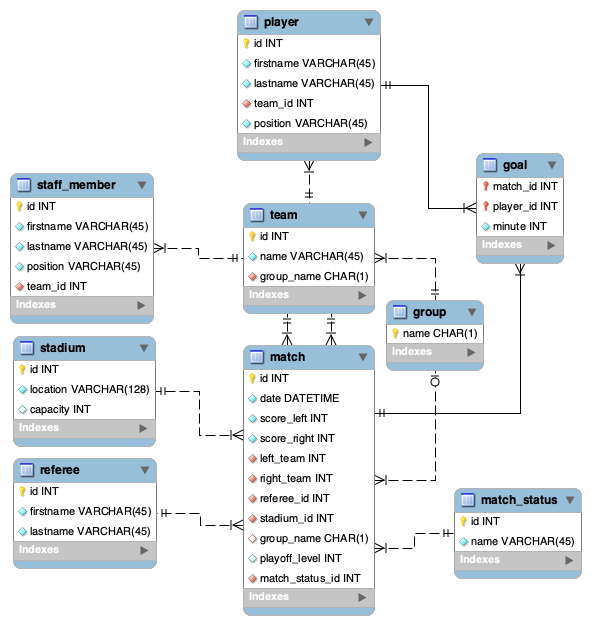 player
id INT
firstname VARCHAR(45)
lastname VARCHAR(45)
team_id INT
position VARCHAR(45)
Indexes
goal
match_id INT
player_id INT
minute INT
Indexes
staff_member
id INT
firstname VARCHAR(45)
lastname VARCHAR(45)
position VARCHAR(45)
team_id INT
Indexes
team
id INT
name VARCHAR(45)
group_name CHAR(1)
group
name CHAR(1)
Indexes
stadium
id INT
location VARCHAR(128)
capacity INT
Indexes
match
id INT
date DATETIME
score_left INT
score_right INT
left_team INT
right_team INT
referee_id INT
stadium_id INT
group_name CHAR(1)
playoff_level INT
match_status_id INT
Indexes
referee
id INT
firstname VARCHAR(45)
lastname VARCHAR(45)
Indexes
match_status
id INT
name VARCHAR(45)
Indexes